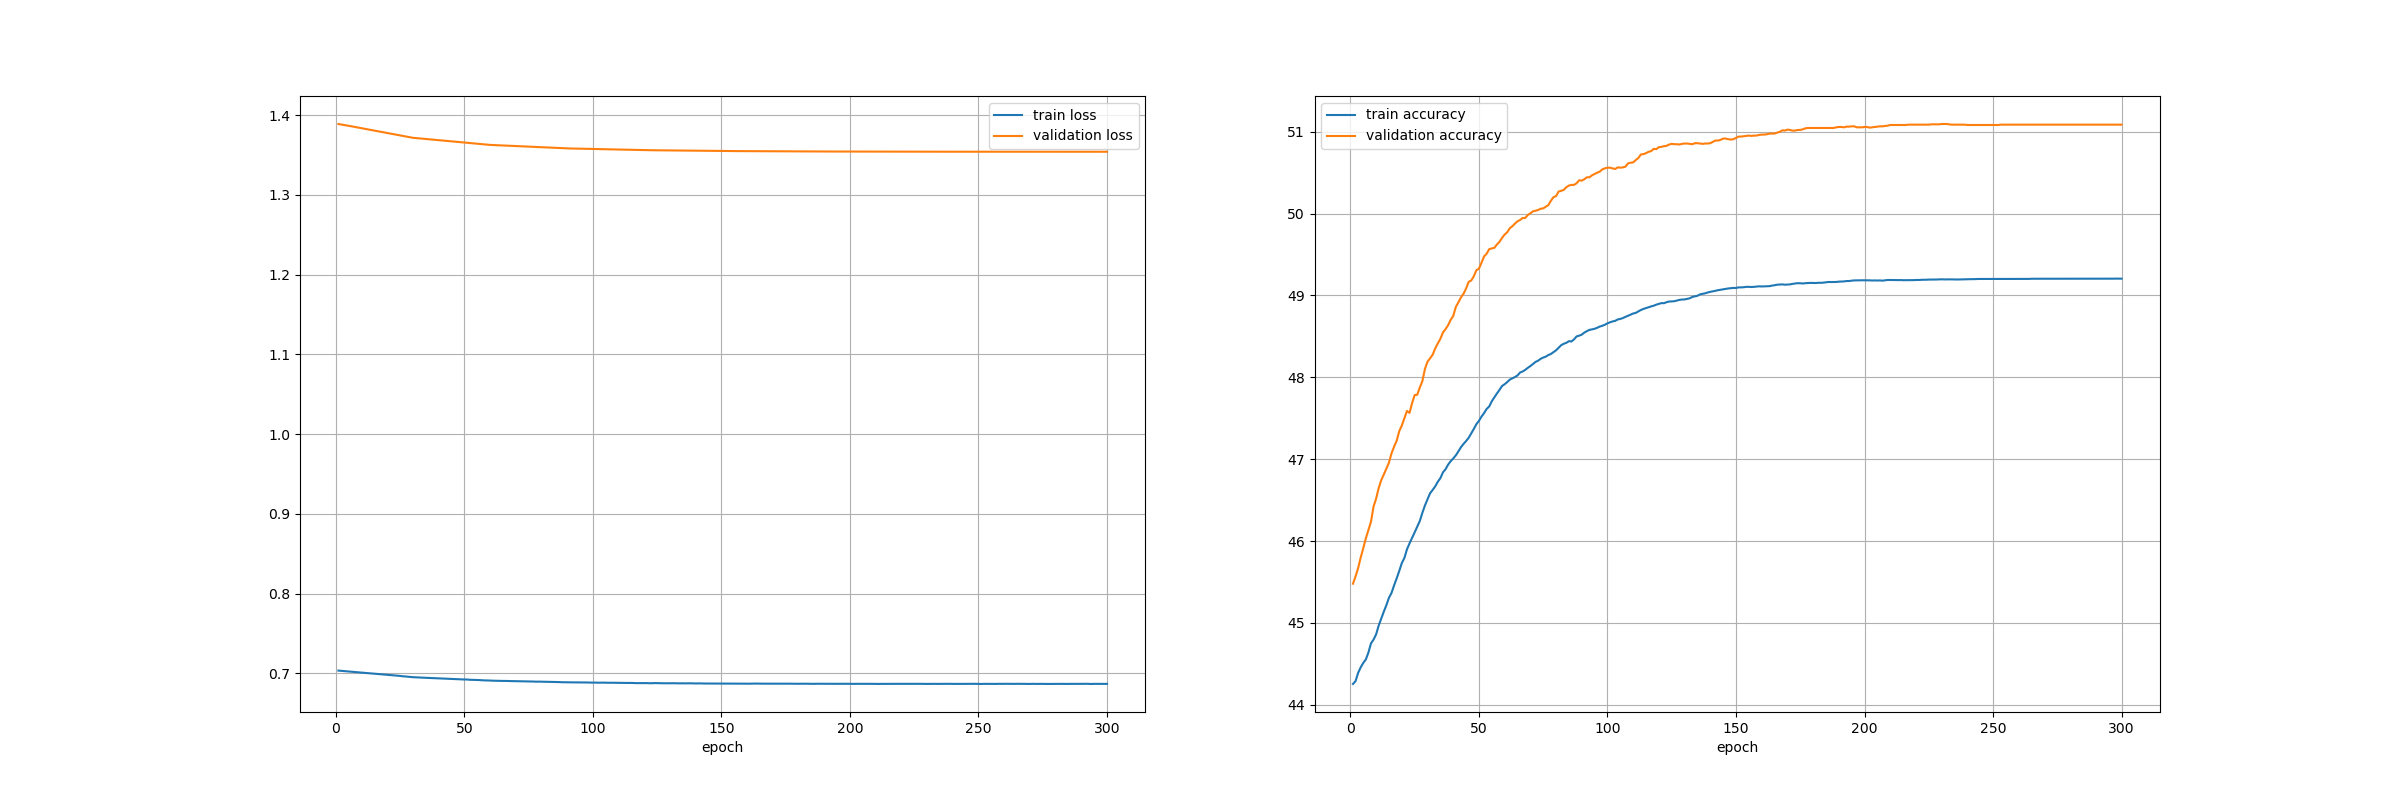 train loss
validation loss
1.4
1.3
1.2
1.1
1.0
0.9
0.8
0.7
0 50 100 150 200 250 300
epoch
train accuracy
validation accuracy
51
50
49
48
47
46
45
44
0 50 100 150 200 250 300
epoch